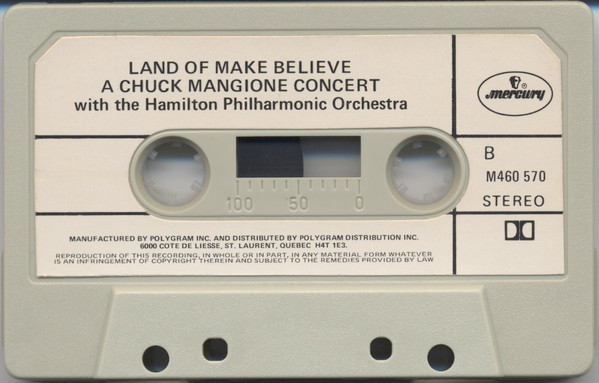 LAND OF MAKE BELIEVE
A CHUCK MANGIONE CONCERT
with the Hamilton Philharmonic Orchestra
mercury
B
M460 570
STEREO
100 50 0
MANUFACTURED BY POLYGRAM INC. AND DISTRIBUTED BY POLYGRAM DISTRIBUTION INC.
6000 COTE DE LIESSE, ST. LAURENT, QUEBEC H4T 1E3.
REPRODUCTION OF THIS RECORDING, IN WHOLE OR IN PART, IN ANY MATERIAL FORM WHATEVER
IS AN INFRINGEMENT OF COPYRIGHT THEREIN AND SUBJECT TO THE REMEDIES PROVIDED BY LAW